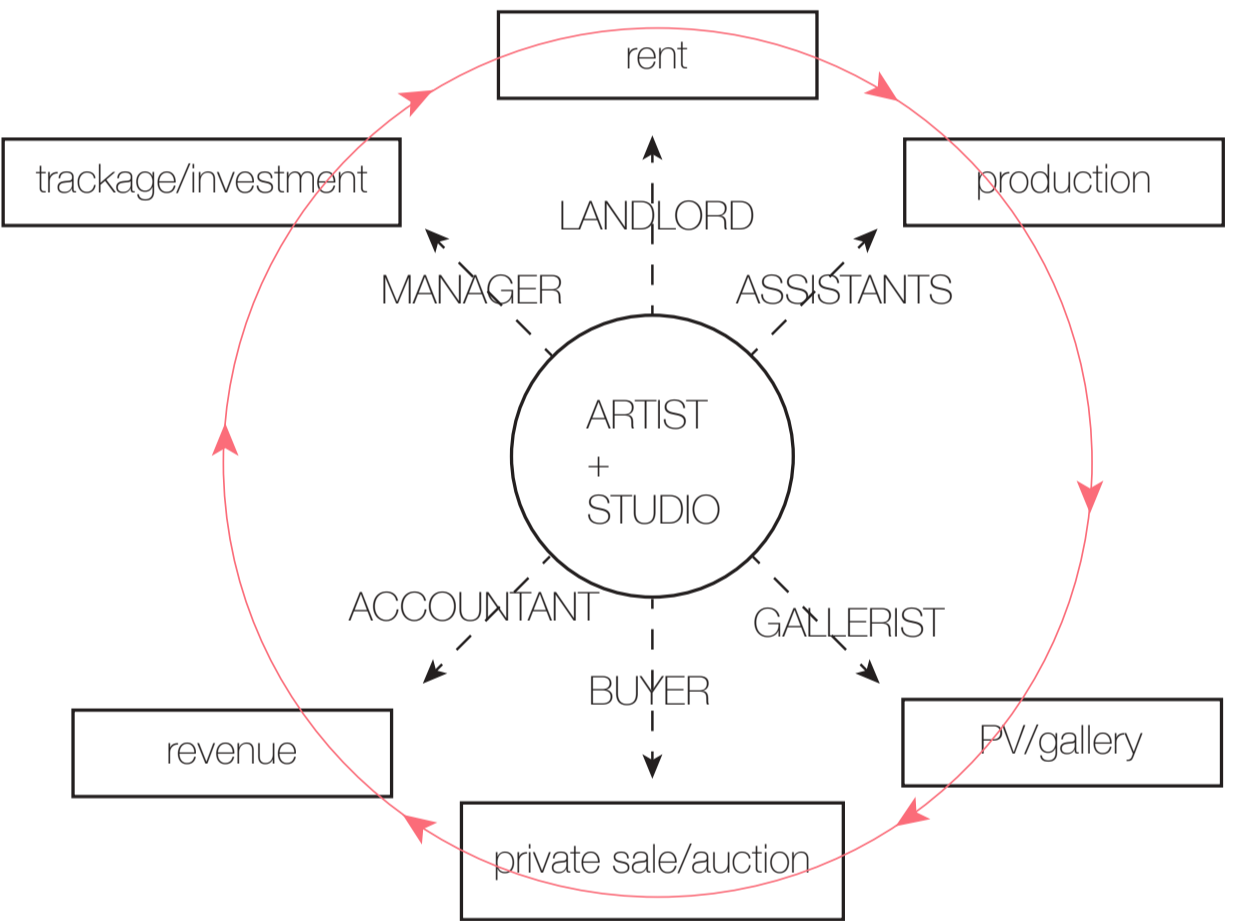 rent
trackage/investment
production
LANDLORD
MANAGER
ASSISTANTS
ARTIST
+
STUDIO
ACCOUNTANT
GALLERIST
BUYER
revenue
PV/gallery
private sale/auction